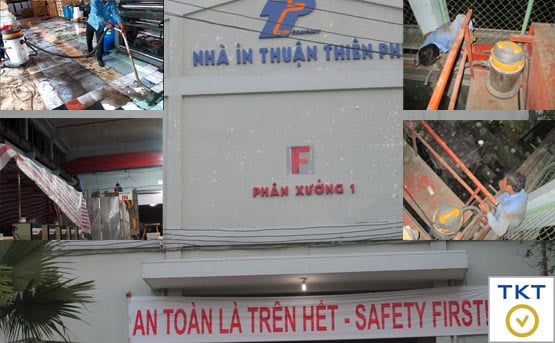 NHÀ IN THUẬN THIÊN PH
F
PHÂN XƯỞNG 1
AN TOÀN LÀ TRÊN HẾT - SAFETY FIRST!
TKT